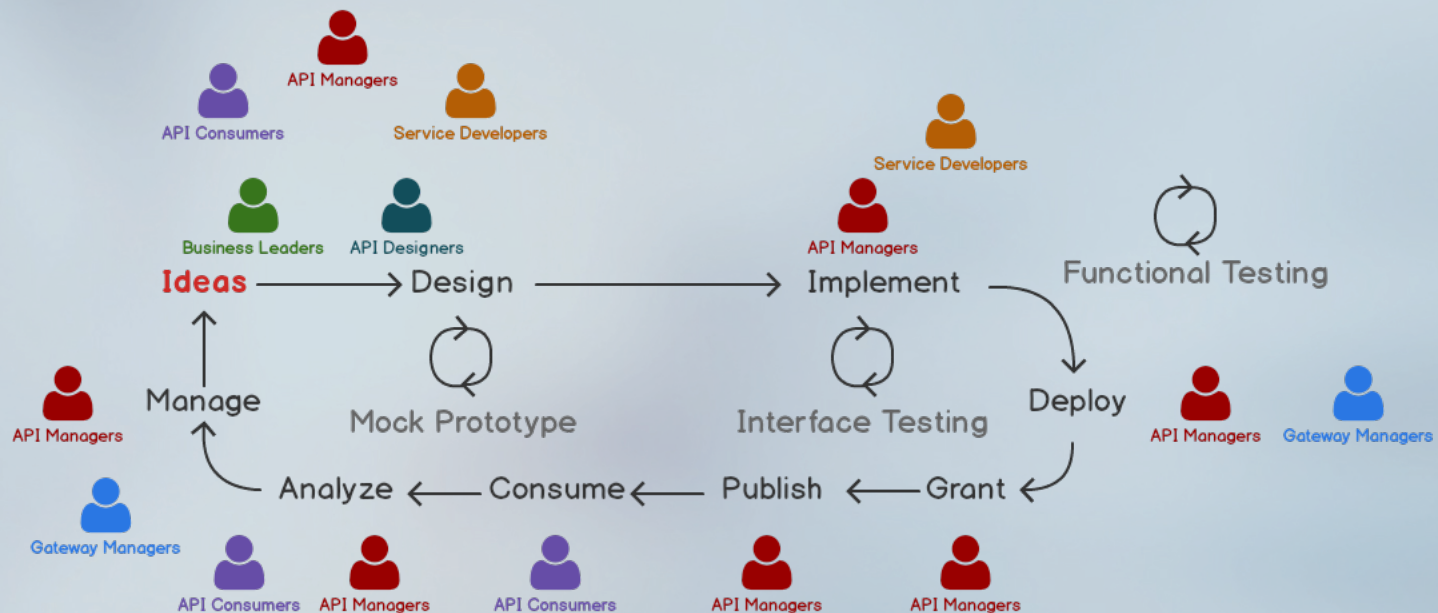 API Managers
API Consumers
Service Developers
Service Developers
Business Leaders
API Designers
API Managers
Ideas
Design
Implement
Functional Testing
Manage
Mock Prototype
Interface Testing
Deploy
API Managers
API Managers
Gateway Managers
Analyze
Consume
Publish
Grant
Gateway Managers
API Consumers
API Managers
API Consumers
API Managers
API Managers